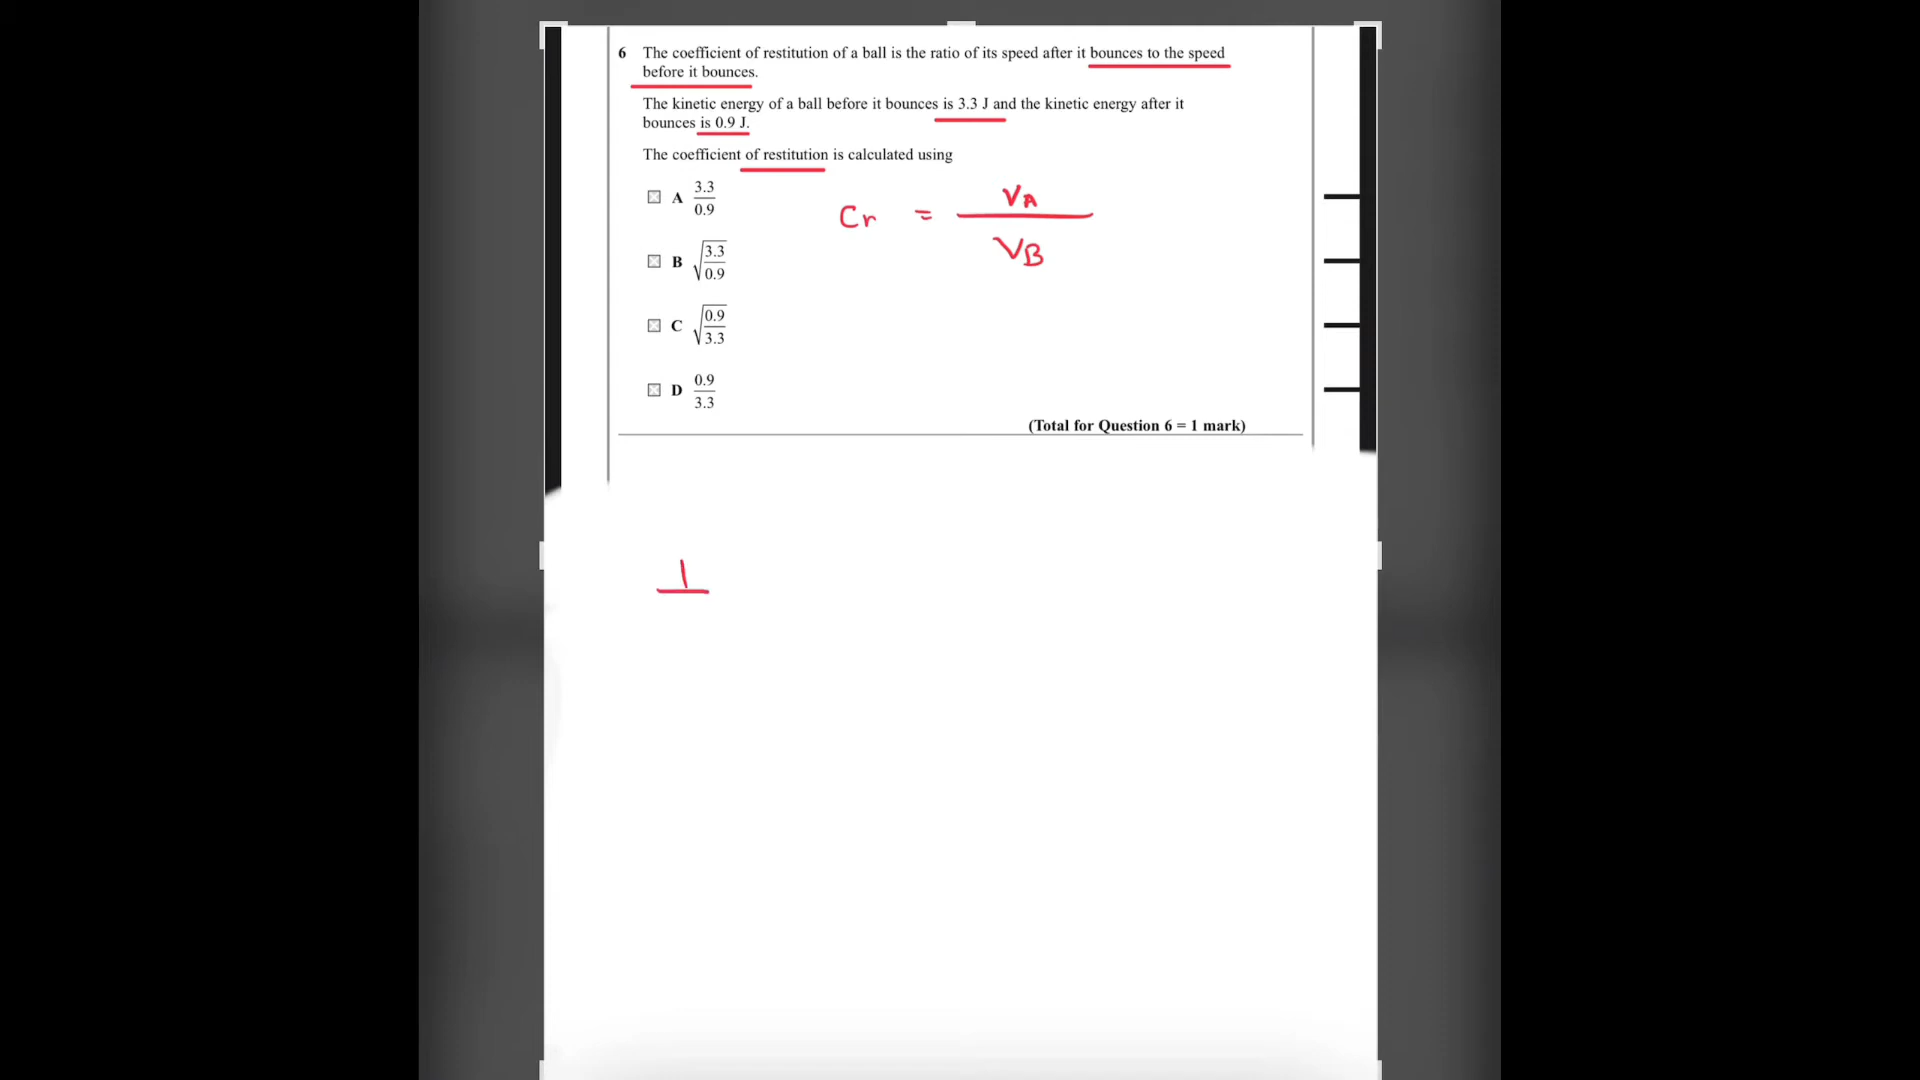 6 The coefficient of restitution of a ball is the ratio of its speed after it bounces to the speed
before it bounces.
The kinetic energy of a ball before it bounces is 3.3 J and the kinetic energy after it
bounces is 0.9 J.
The coefficient of restitution is calculated using
A 3.3/0.9
B √(3.3/0.9)
C √(0.9/3.3)
D 0.9/3.3
Cr = VA/VB
(Total for Question 6 = 1 mark)
1